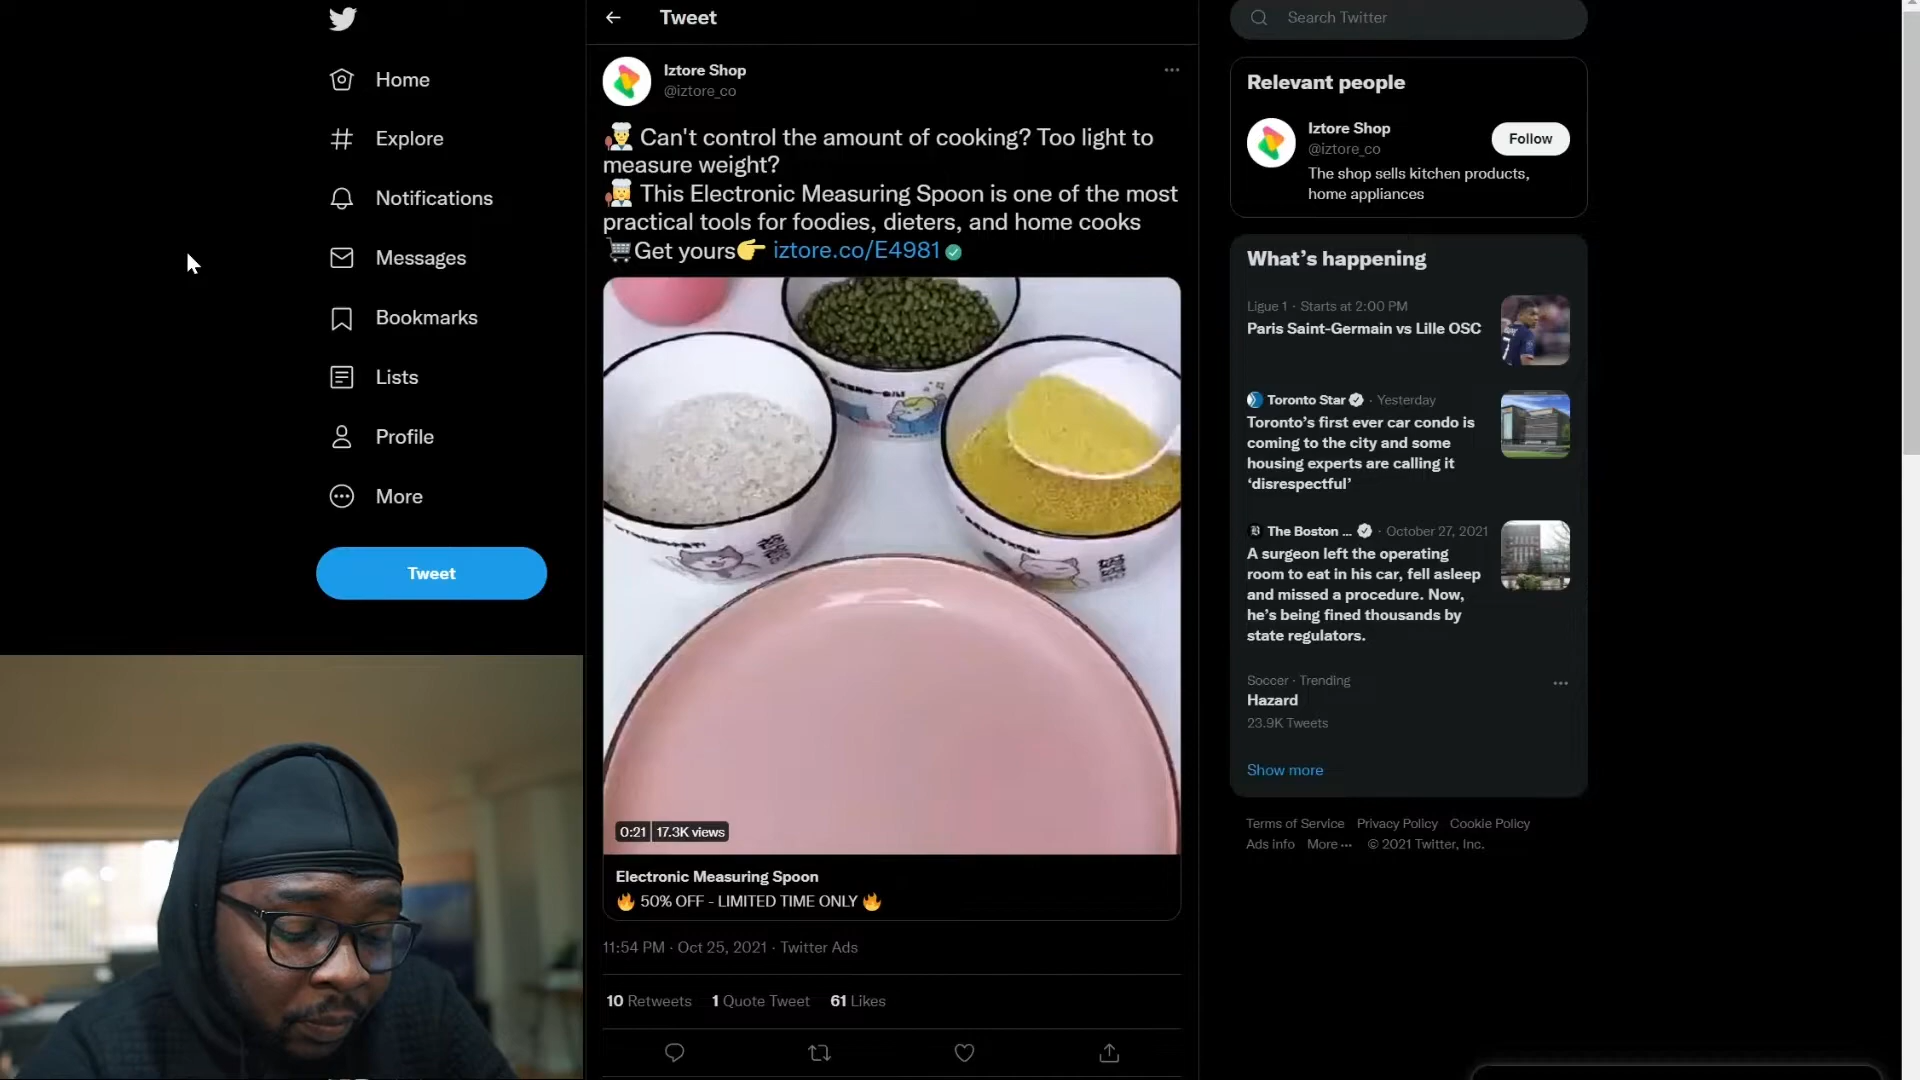 Home
Explore
Notifications
Messages
Bookmarks
Lists
Profile
More
Tweet
Tweet
Iztore Shop
@iztore_co
Can't control the amount of cooking? Too light to
measure weight?
This Electronic Measuring Spoon is one of the most
practical tools for foodies, dieters, and home cooks
Get yours iztore.co/E4981
0:21 17.3K views
Electronic Measuring Spoon
50% OFF - LIMITED TIME ONLY
11:54 PM · Oct 25, 2021 · Twitter Ads
10 Retweets 1 Quote Tweet 61 Likes
Search Twitter
Relevant people
Iztore Shop
@iztore_co
Follow
The shop sells kitchen products,
home appliances
What's happening
Ligue 1 · Starts at 2:00 PM
Paris Saint-Germain vs Lille OSC
Toronto Star · Yesterday
Toronto's first ever car condo is
coming to the city and some
housing experts are calling it
‘disrespectful’
The Boston ... · October 27, 2021
A surgeon left the operating
room to eat in his car, fell asleep
and missed a procedure. Now,
he's being fined thousands by
state regulators.
Soccer · Trending
Hazard
23.9K Tweets
Show more
Terms of Service Privacy Policy Cookie Policy
Ads info More ··· © 2021 Twitter, Inc.